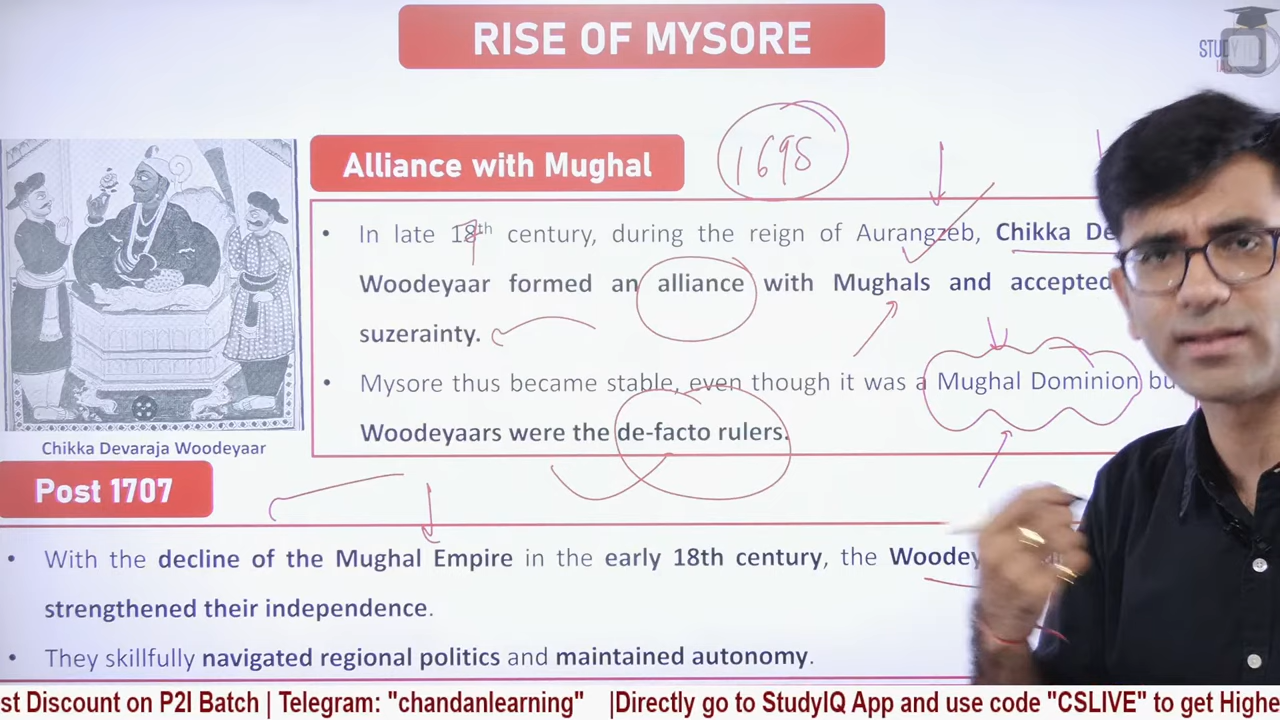 RISE OF MYSORE
STUDY IQ
IAS
Alliance with Mughal
1698
• In late 18th century, during the reign of Aurangzeb, Chikka De
Woodeyaar formed an alliance with Mughals and accepted
suzerainty.
• Mysore thus became stable, even though it was a Mughal Dominion bu
Woodeyaars were the de-facto rulers.
Chikka Devaraja Woodeyaar
Post 1707
• With the decline of the Mughal Empire in the early 18th century, the Woodey
strengthened their independence.
• They skillfully navigated regional politics and maintained autonomy.
st Discount on P2I Batch | Telegram: "chandanlearning" |Directly go to StudyIQ App and use code "CSLIVE" to get Highe